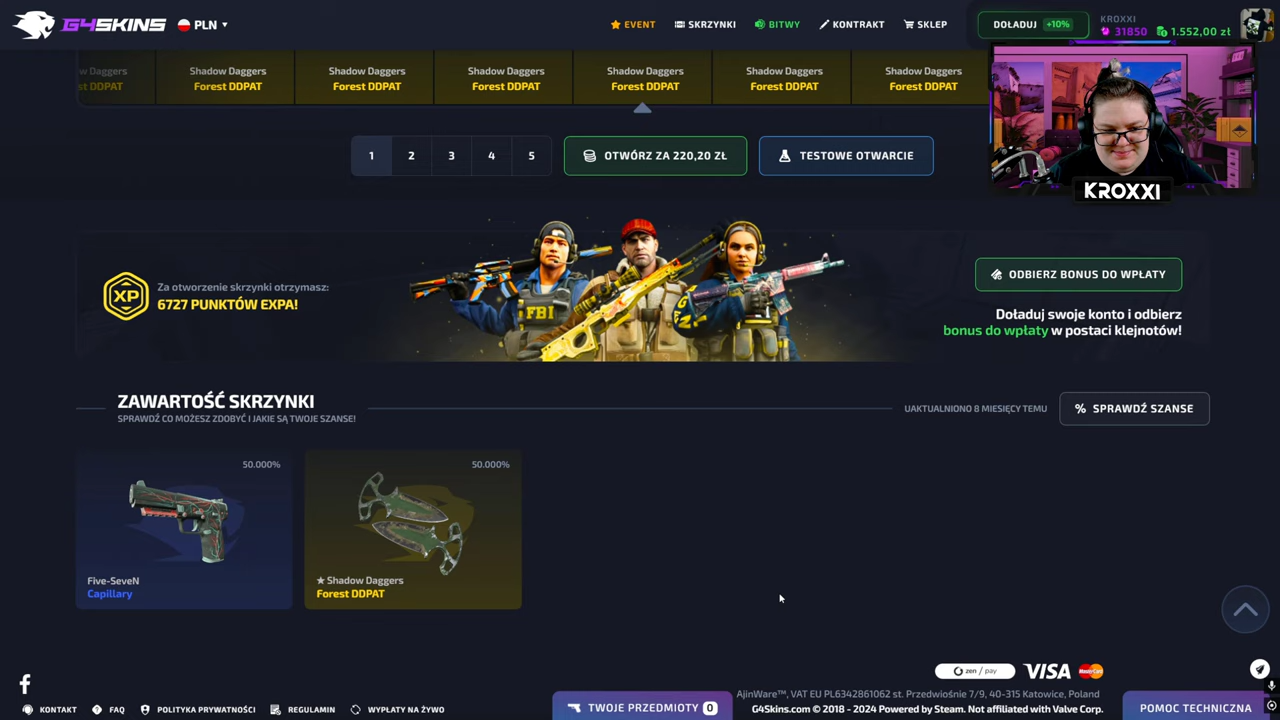 G4SKINS
PLN
EVENT
SKRZYNKI
BITWY
KONTRAKT
SKLEP
DOŁADUJ +10%
KROXXI
31850 1.552,00 zł
w Daggers
st DDPAT
Shadow Daggers
Forest DDPAT
Shadow Daggers
Forest DDPAT
Shadow Daggers
Forest DDPAT
Shadow Daggers
Forest DDPAT
Shadow Daggers
Forest DDPAT
Shadow Daggers
Forest DDPAT
1 2 3 4 5
OTWÓRZ ZA 220,20 ZŁ
TESTOWE OTWARCIE
KROXXI
FBI
XP
Za otworzenie skrzynki otrzymasz:
6727 PUNKTÓW EXPA!
ODBIERZ BONUS DO WPŁATY
Doładuj swoje konto i odbierz
bonus do wpłaty w postaci klejnotów!
ZAWARTOŚĆ SKRZYNKI
SPRAWDŹ CO MOŻESZ ZDOBYĆ I JAKIE SĄ TWOJE SZANSE!
UAKTUALNIONO 8 MIESIĘCY TEMU
% SPRAWDŹ SZANSE
50.000%
Five-SeveN
Capillary
50.000%
★ Shadow Daggers
Forest DDPAT
zen / pay
VISA
MasterCard
AjinWare™, VAT EU PL6342861062 st. Przedwiośnie 7/9, 40-315 Katowice, Poland
G4Skins.com © 2018 - 2024 Powered by Steam. Not affiliated with Valve Corp.
KONTAKT
FAQ
POLITYKA PRYWATNOŚCI
REGULAMIN
WYPŁATY NA ŻYWO
TWOJE PRZEDMIOTY 0
POMOC TECHNICZNA